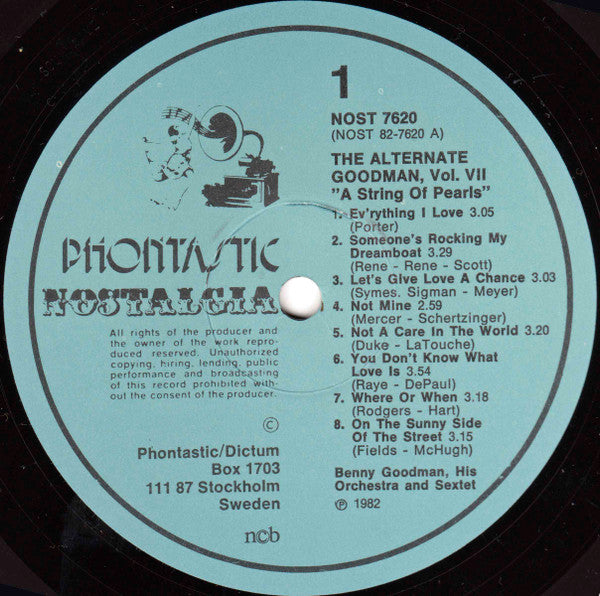 1
NOST 7620
(NOST 82-7620 A)
THE ALTERNATE
GOODMAN, Vol. VII
"A String Of Pearls"
1. Ev'rything I Love 3.05
(Porter)
2. Someone's Rocking My
Dreamboat 3.29
(Rene - Rene - Scott)
3. Let's Give Love A Chance 3.03
(Symes. Sigman - Meyer)
4. Not Mine 2.59
(Mercer - Schertzinger)
5. Not A Care In The World 3.20
(Duke - LaTouche)
6. You Don't Know What
Love Is 3.54
(Raye - DePaul)
7. Where Or When 3.18
(Rodgers - Hart)
8. On The Sunny Side
Of The Street 3.15
(Fields - McHugh)
Benny Goodman, His
Orchestra and Sextet
℗ 1982
PHONTASTIC
NOSTALGIA
All rights of the producer and
the owner of the work repro-
duced reserved. Unauthorized
copying, hiring, lending, public
performance and broadcasting
of this record prohibited with-
out the consent of the producer.
©
Phontastic/Dictum
Box 1703
111 87 Stockholm
Sweden
n©b